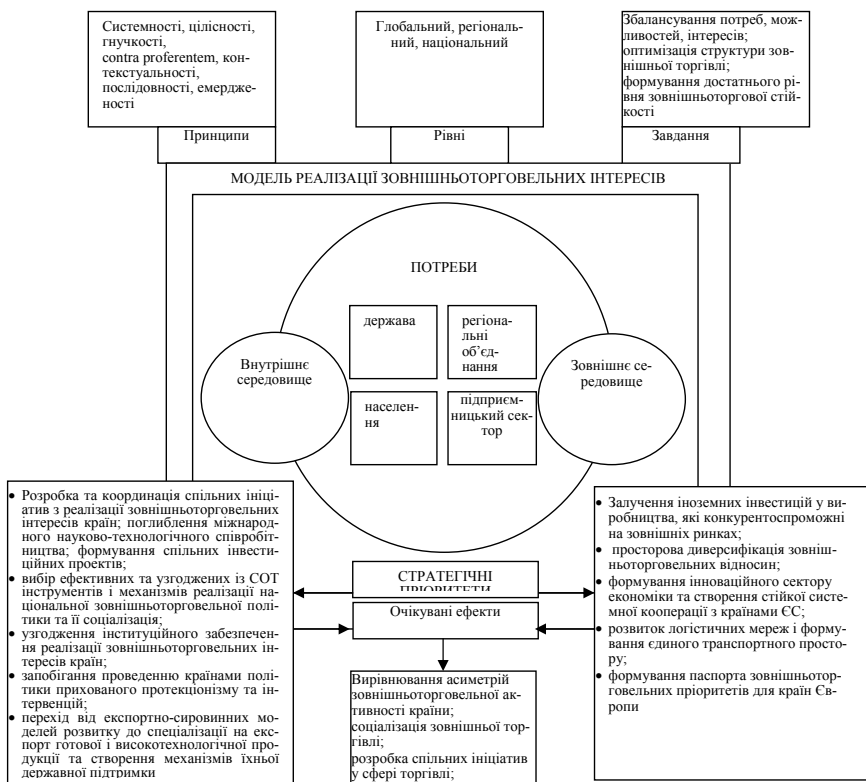 Системності, цілісності,
гнучкості,
contra proferentem, кон-
текстуальності,
послідовності, емердже-
ності
Принципи
Глобальний, регіональ-
ний, національний
Рівні
Збалансування потреб, мож-
ливостей, інтересів;
оптимізація структури зов-
нішньої торгівлі;
формування достатнього рі-
вня зовнішньоторгової стій-
кості
Завдання
МОДЕЛЬ РЕАЛІЗАЦІЇ ЗОВНІШНЬОТОРГОВЕЛЬНИХ ІНТЕРЕСІВ
ПОТРЕБИ
держава
регіона-
льні
об’єд-
нання
населен-
ня
підприєм-
ницький сек-
тор
Внутрішнє
середовище
Зовнішнє се-
редовище
• Розробка та координація спільних ініці-
атив з реалізації зовнішньоторговельних
інтересів країн; поглиблення міжнарод-
ного науково-технологічного співробіт-
ництва; формування спільних інвести-
ційних проектів;
• вибір ефективних та узгоджених із СОТ
інструментів і механізмів реалізації на-
ціональної зовнішньоторговельної полі-
тики та її соціалізація;
• узгодження інституційного забезпечен-
ня реалізації зовнішньоторговельних ін-
тересів країн;
• запобігання проведенню країнами полі-
тики прихованого протекціонізму та ін-
тервенцій;
• перехід від експортно-сировинних мо-
делей розвитку до спеціалізації на екс-
порт готової і високотехнологічної про-
дукції та створення механізмів їхньої
державної підтримки
СТРАТЕГІЧНІ
ПРІОРИТЕТИ
Очікувані ефекти
Вирівнювання асиметрій
зовнішньоторговельної ак-
тивності країни;
соціалізація зовнішньої тор-
гівлі;
розробка спільних ініціатив
у сфері торгівлі;
• Залучення іноземних інвестицій у ви-
робництва, які конкурентоспроможні
на зовнішніх ринках;
• просторова диверсифікація зовніш-
ньоторговельних відносин;
• формування інноваційного сектору
економіки та створення стійкої систе-
мної кооперації з країнами ЄС;
• розвиток логістичних мереж і форму-
вання єдиного транспортного просто-
ру;
• формування паспорта зовнішньотор-
говельних пріоритетів для країн Єв-
ропи